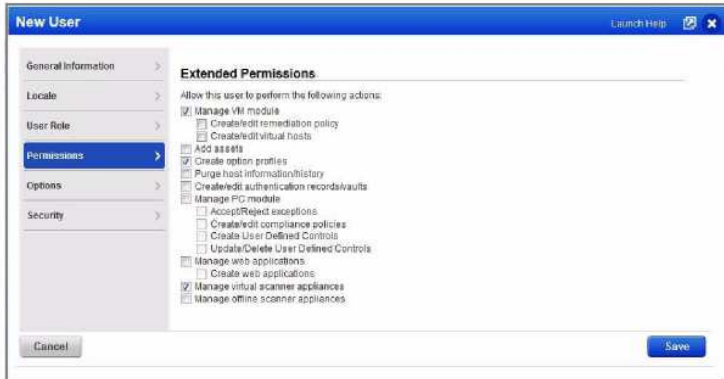 New User
Launch Help
General Information
Locale
User Role
Permissions
Options
Security
Extended Permissions
Allow this user to perform the following actions:
Manage VM module
Create/edit remediation policy
Create/edit virtual hosts
Add assets
Create option profiles
Purge host information/history
Create/edit authentication records/vaults
Manage PC module
Accept/Reject exceptions
Create/edit compliance policies
Create User Defined Controls
Update/Delete User Defined Controls
Manage web applications
Create web applications
Manage virtual scanner appliances
Manage offline scanner appliances
Cancel
Save